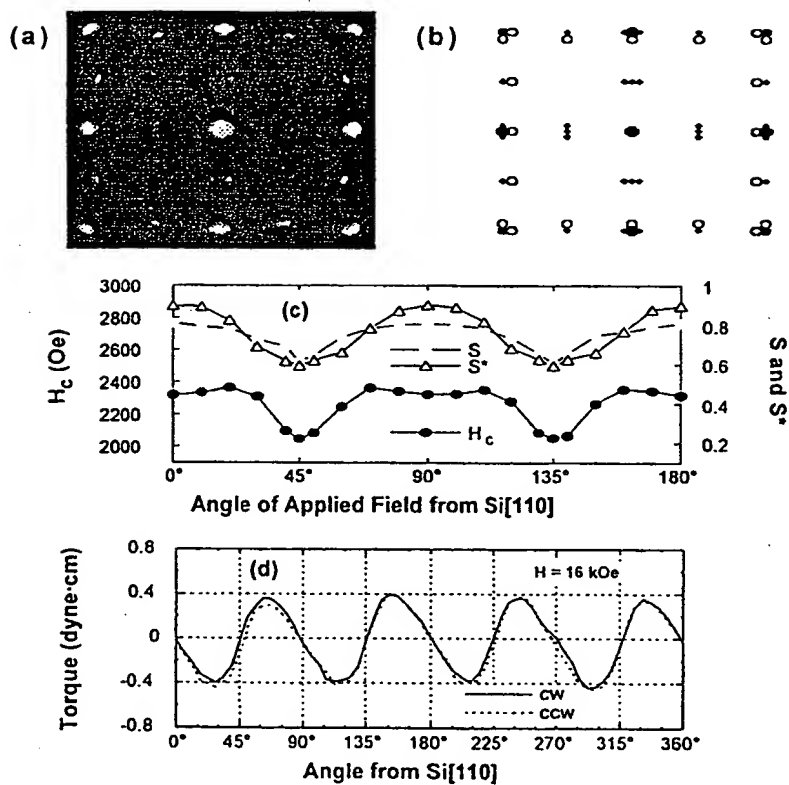 (a)
(b)
(c)
3000
2800
2600
2400
2200
2000
H_c (Oe)
1
0.8
0.6
0.4
0.2
S and S*
S
S*
H_c
0° 45° 90° 135° 180°
Angle of Applied Field from Si[110]
(d)
H = 16 kOe
0.8
0.4
0
-0.4
-0.8
Torque (dyne·cm)
CW
CCW
0° 45° 90° 135° 180° 225° 270° 315° 360°
Angle from Si[110]